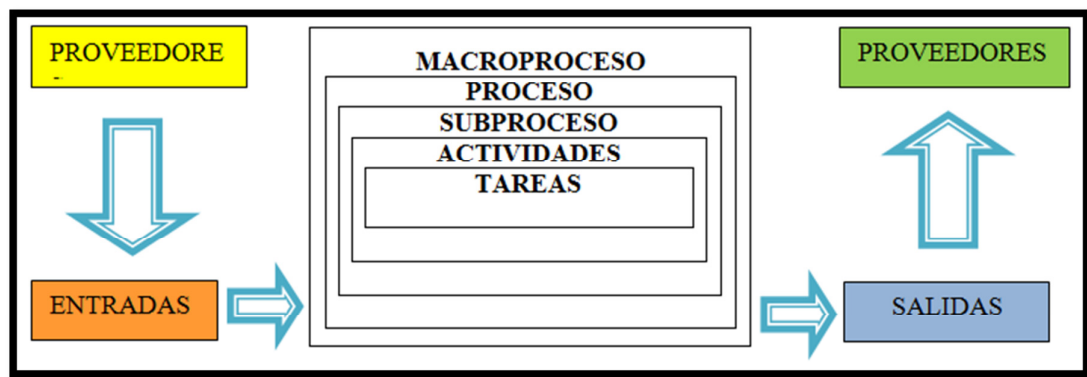 PROVEEDORE
MACROPROCESO
PROCESO
SUBPROCESO
ACTIVIDADES
TAREAS
PROVEEDORES
ENTRADAS
SALIDAS